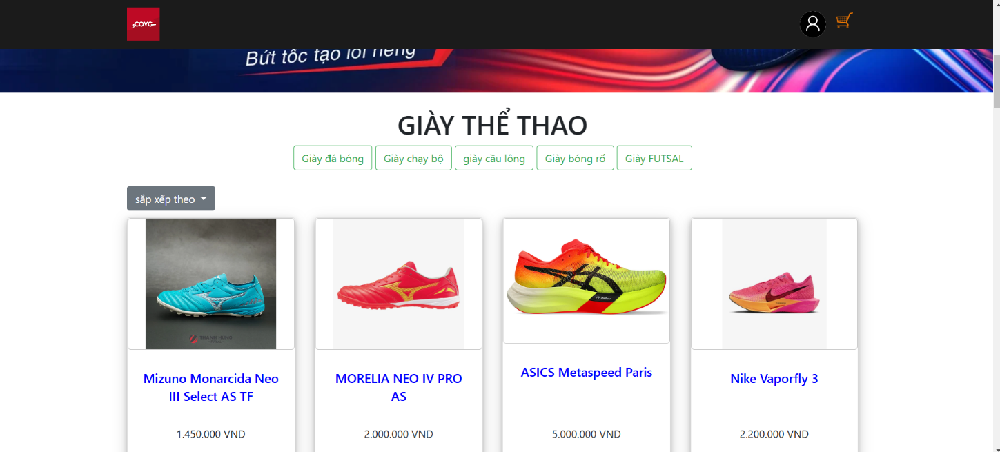 COYG
Bứt tốc tạo lối riêng
GIÀY THỂ THAO
Giày đá bóng
Giày chạy bộ
giày cầu lông
Giày bóng rổ
Giày FUTSAL
sắp xếp theo
THANH HUNG
FUTSAL
Mizuno Monarcida Neo
III Select AS TF
MORELIA NEO IV PRO
AS
ASICS Metaspeed Paris
Nike Vaporfly 3
1.450.000 VND
2.000.000 VND
5.000.000 VND
2.200.000 VND